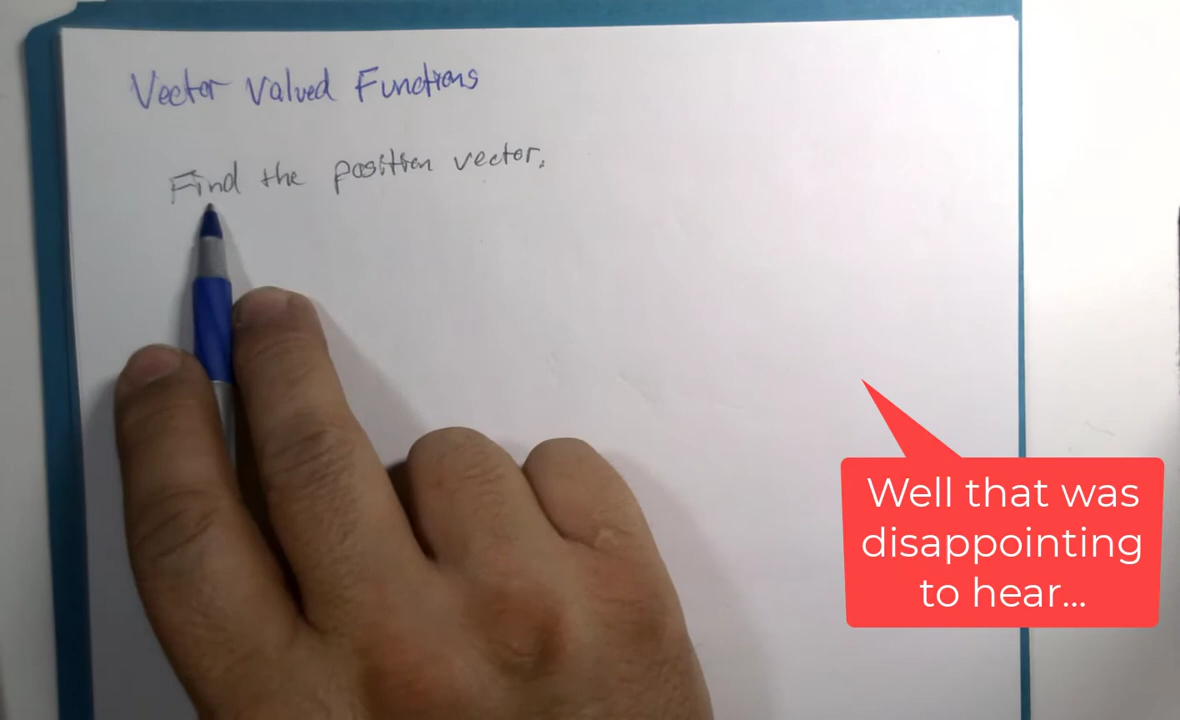 Vector Valued Functions
Find the position vector.
Well that was
disappointing
to hear...